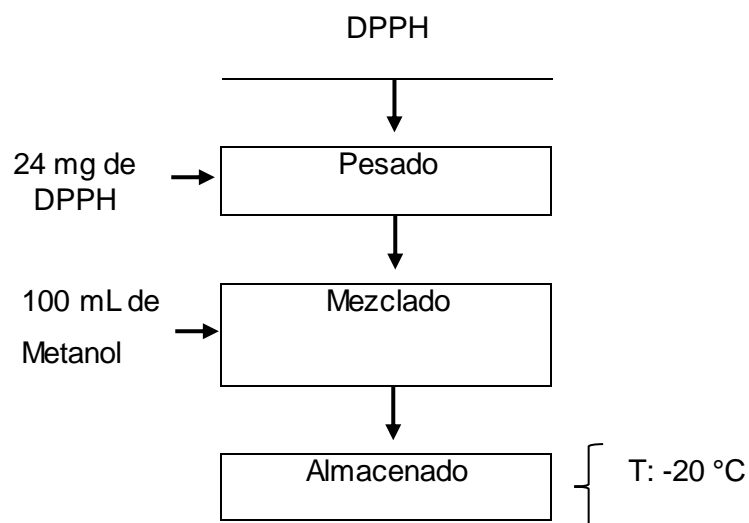 DPPH
24 mg de
DPPH
Pesado
100 mL de
Metanol
Mezclado
Almacenado
T: -20 °C